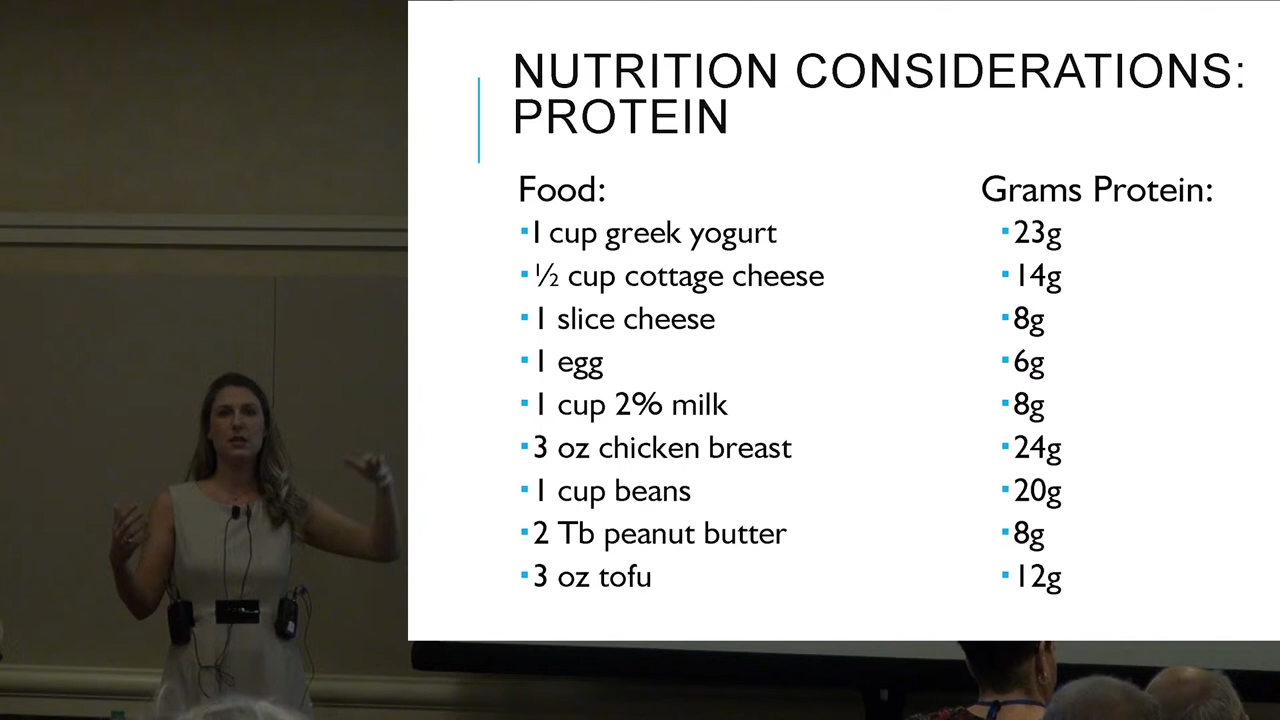 NUTRITION CONSIDERATIONS:
PROTEIN
Food: Grams Protein:
▪1 cup greek yogurt ▪23g
▪½ cup cottage cheese ▪14g
▪1 slice cheese ▪8g
▪1 egg ▪6g
▪1 cup 2% milk ▪8g
▪3 oz chicken breast ▪24g
▪1 cup beans ▪20g
▪2 Tb peanut butter ▪8g
▪3 oz tofu ▪12g